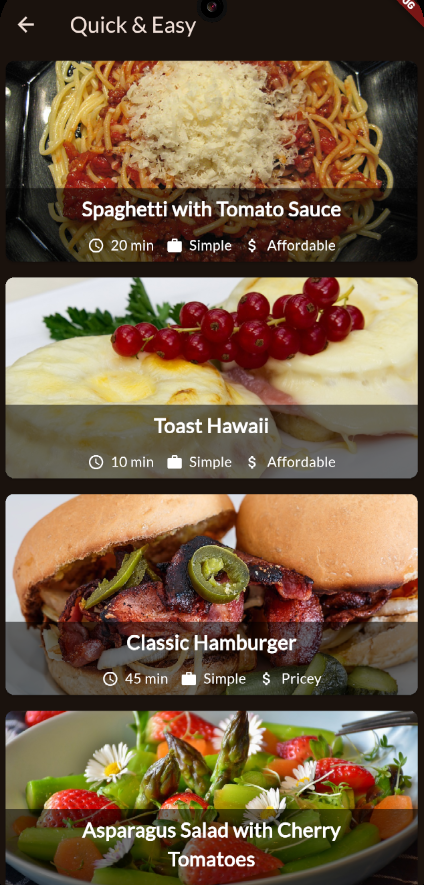 Quick & Easy
Spaghetti with Tomato Sauce
20 min Simple $ Affordable
Toast Hawaii
10 min Simple $ Affordable
Classic Hamburger
45 min Simple $ Pricey
Asparagus Salad with Cherry
Tomatoes